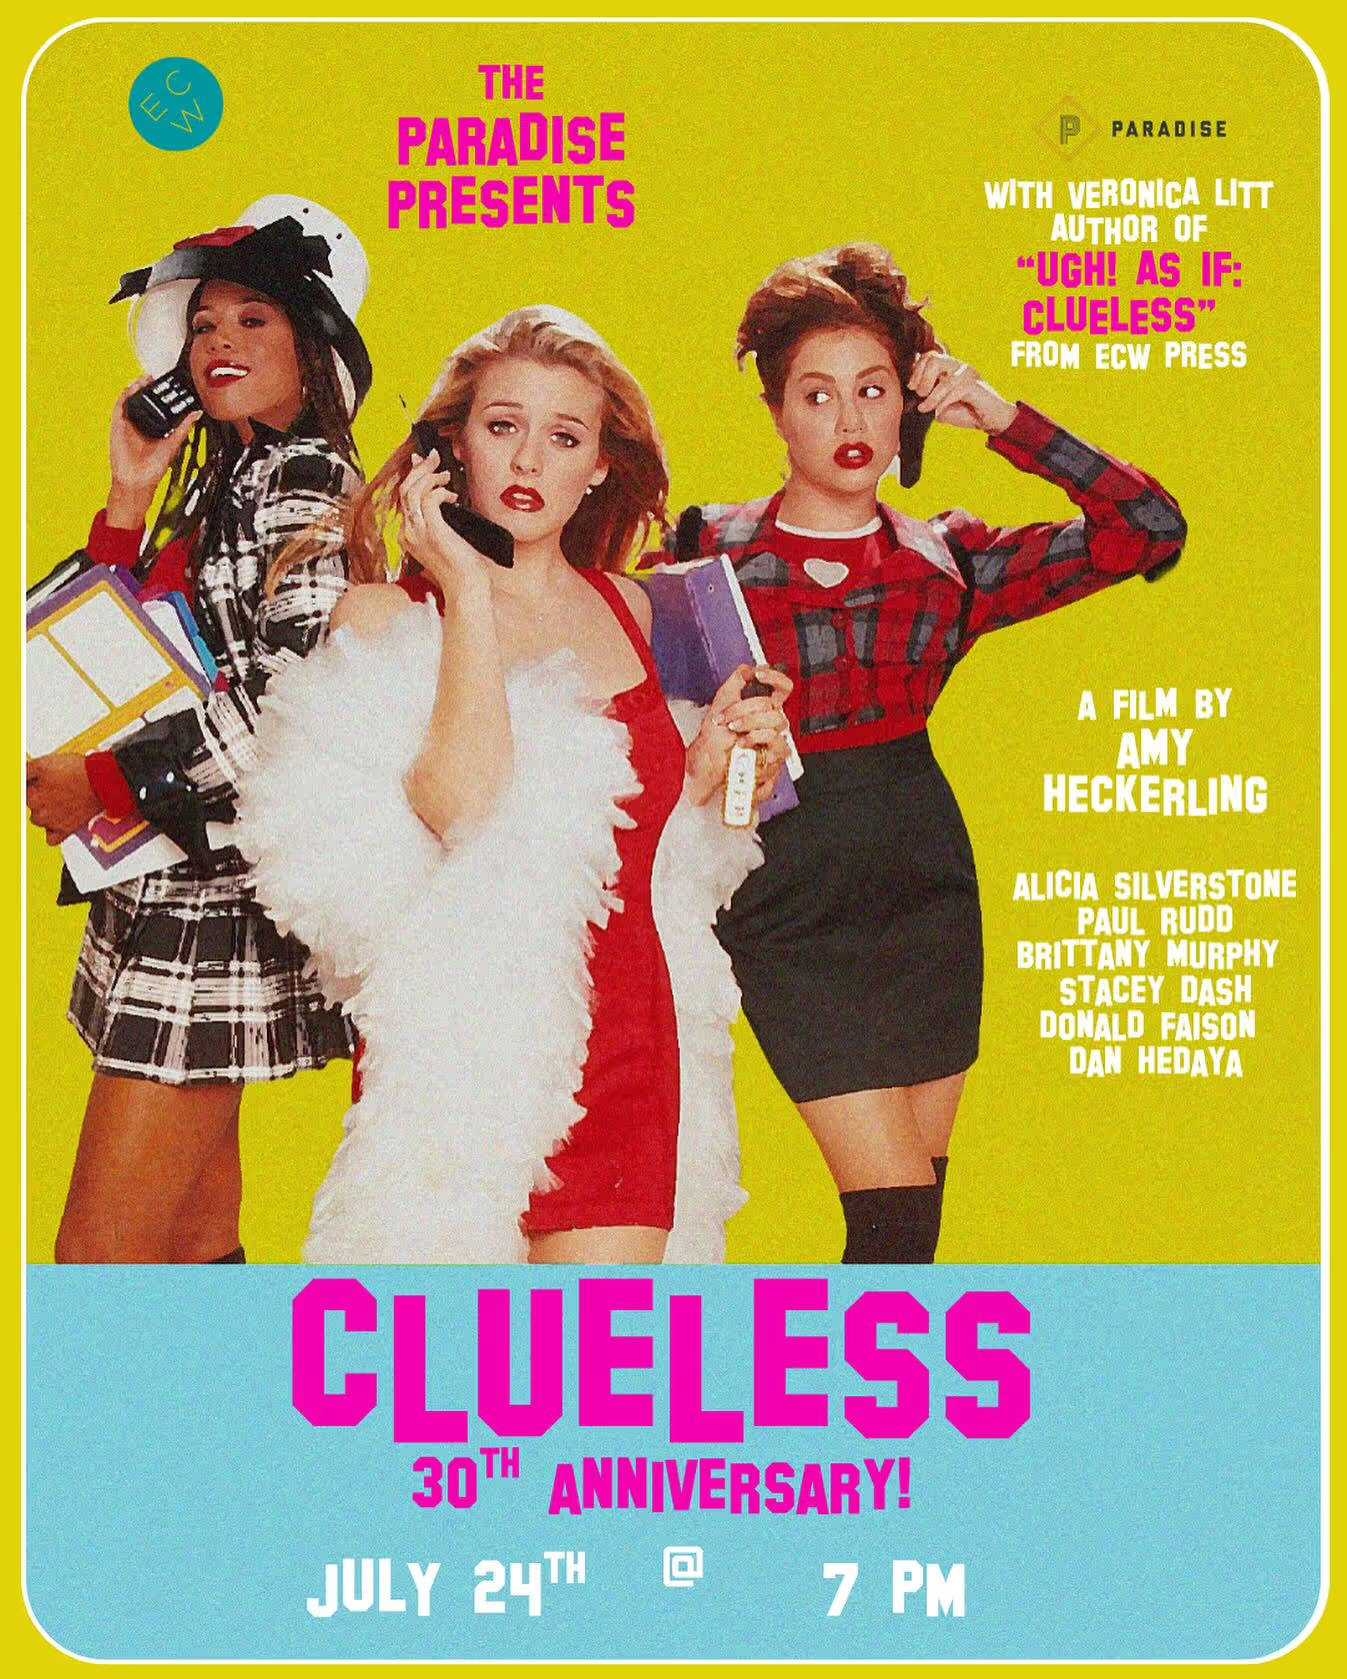 ECW
THE
PARADISE
PRESENTS
P PARADISE
WITH VERONICA LITT
AUTHOR OF
“UGH! AS IF:
CLUELESS”
FROM ECW PRESS
A FILM BY
AMY
HECKERLING
ALICIA SILVERSTONE
PAUL RUDD
BRITTANY MURPHY
STACEY DASH
DONALD FAISON
DAN HEDAYA
CLUELESS
30TH ANNIVERSARY!
JULY 24TH @ 7 PM